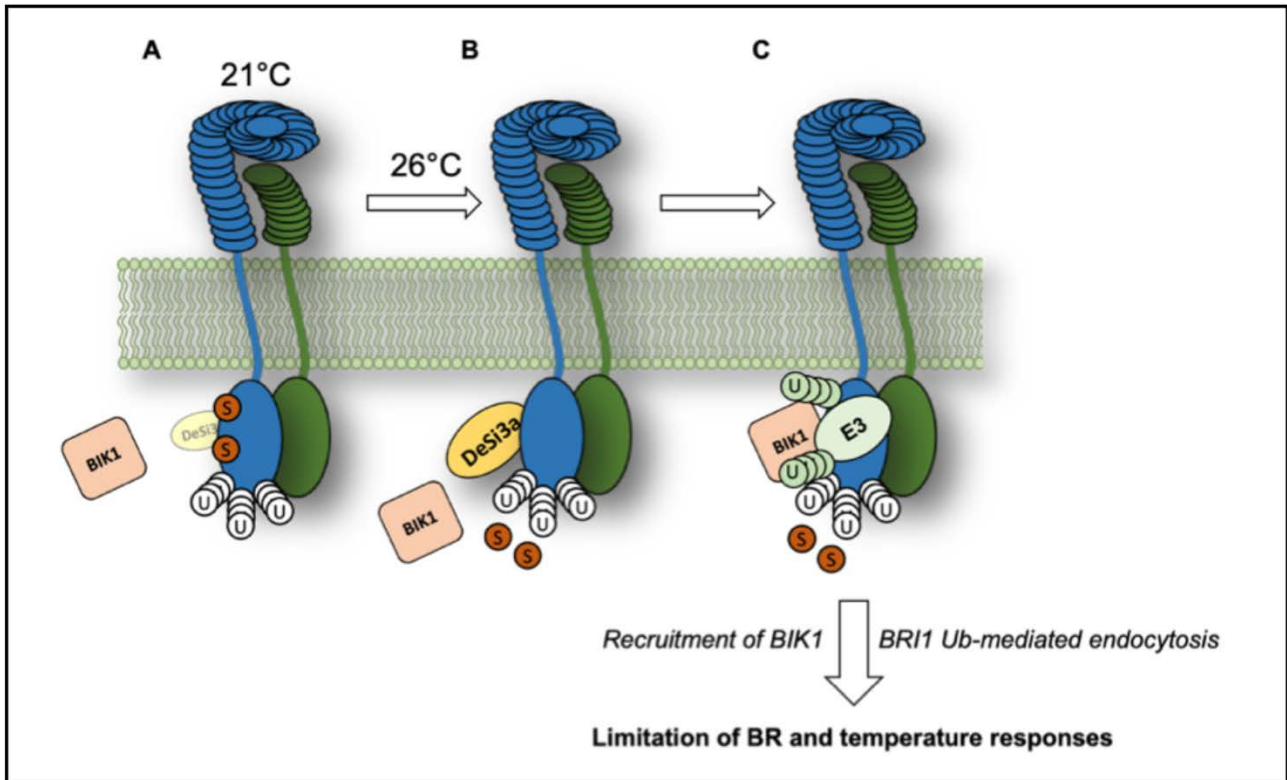 A
B
C
21°C
26°C
BIK1
DeSi3
S
S
U
U
U
DeSi3a
BIK1
U
U
U
S
S
U
BIK1
E3
U
U
U
U
S
S
Recruitment of BIK1
BRI1 Ub-mediated endocytosis
Limitation of BR and temperature responses